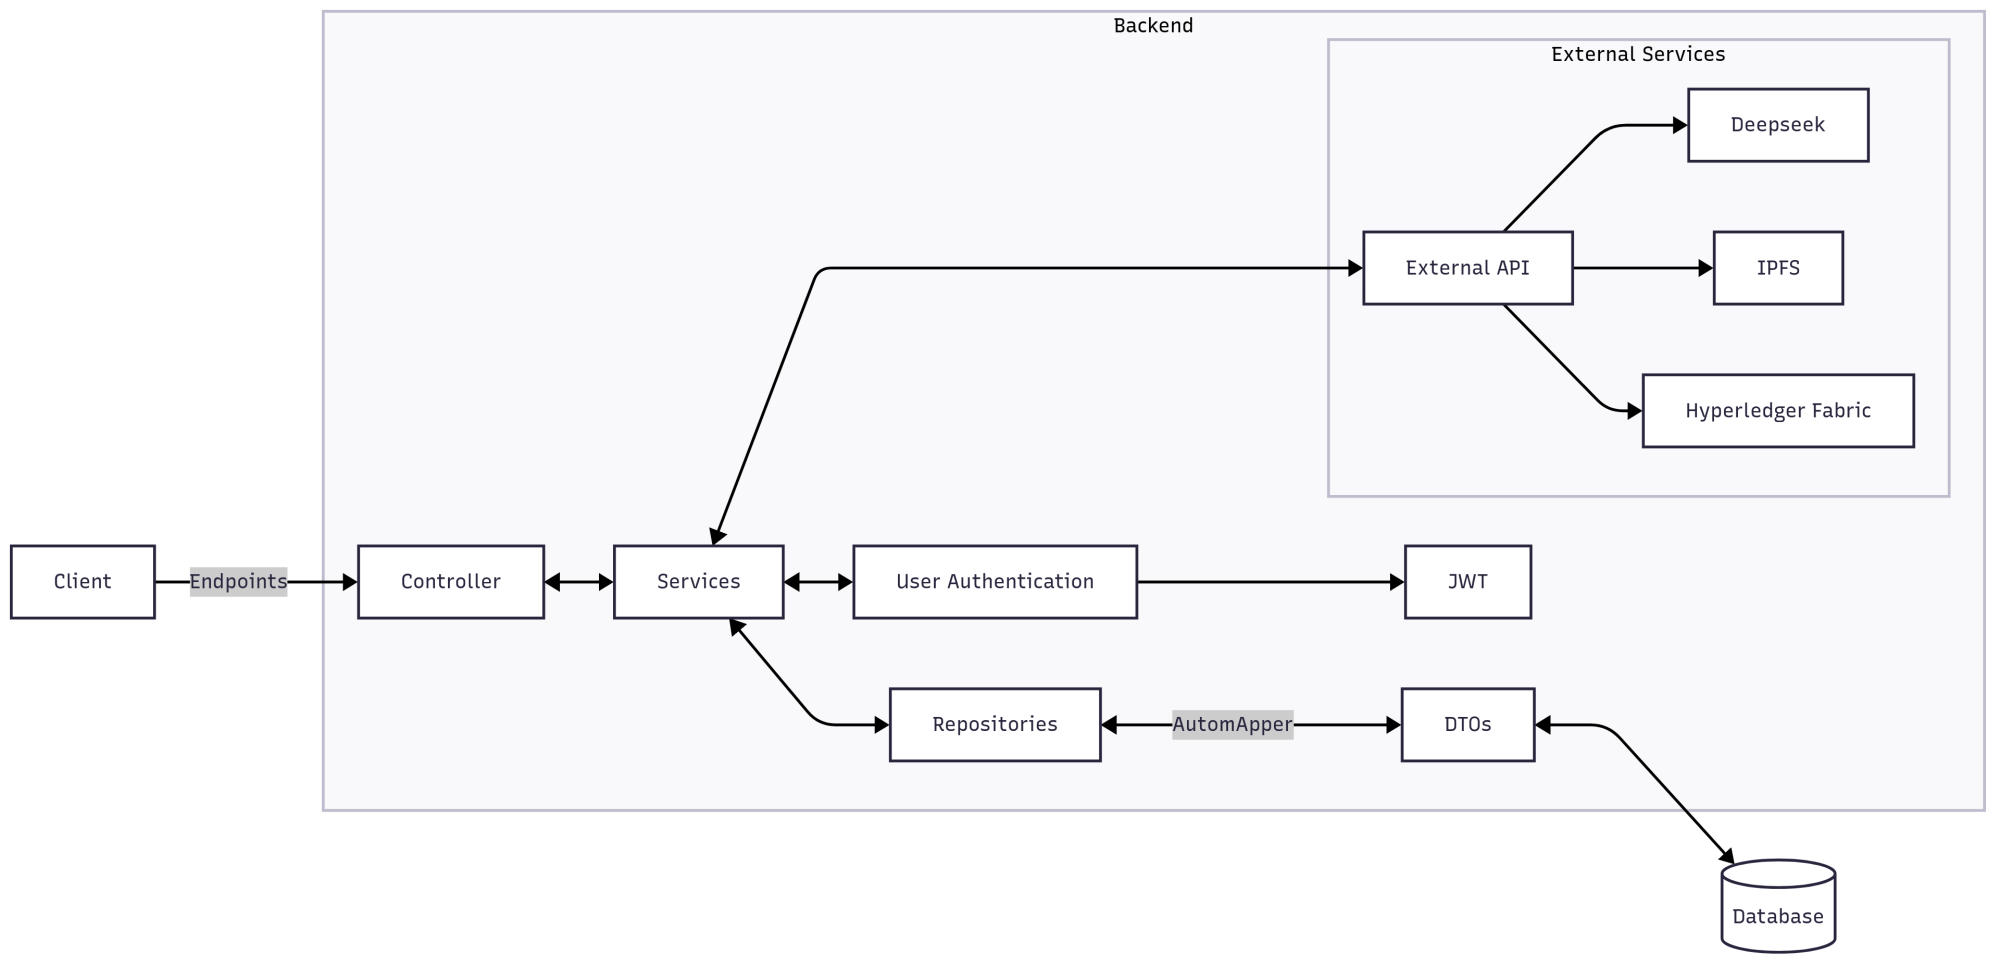 Backend
External Services
Deepseek
External API
IPFS
Hyperledger Fabric
Client
Endpoints
Controller
Services
User Authentication
JWT
Repositories
AutomApper
DTOs
Database